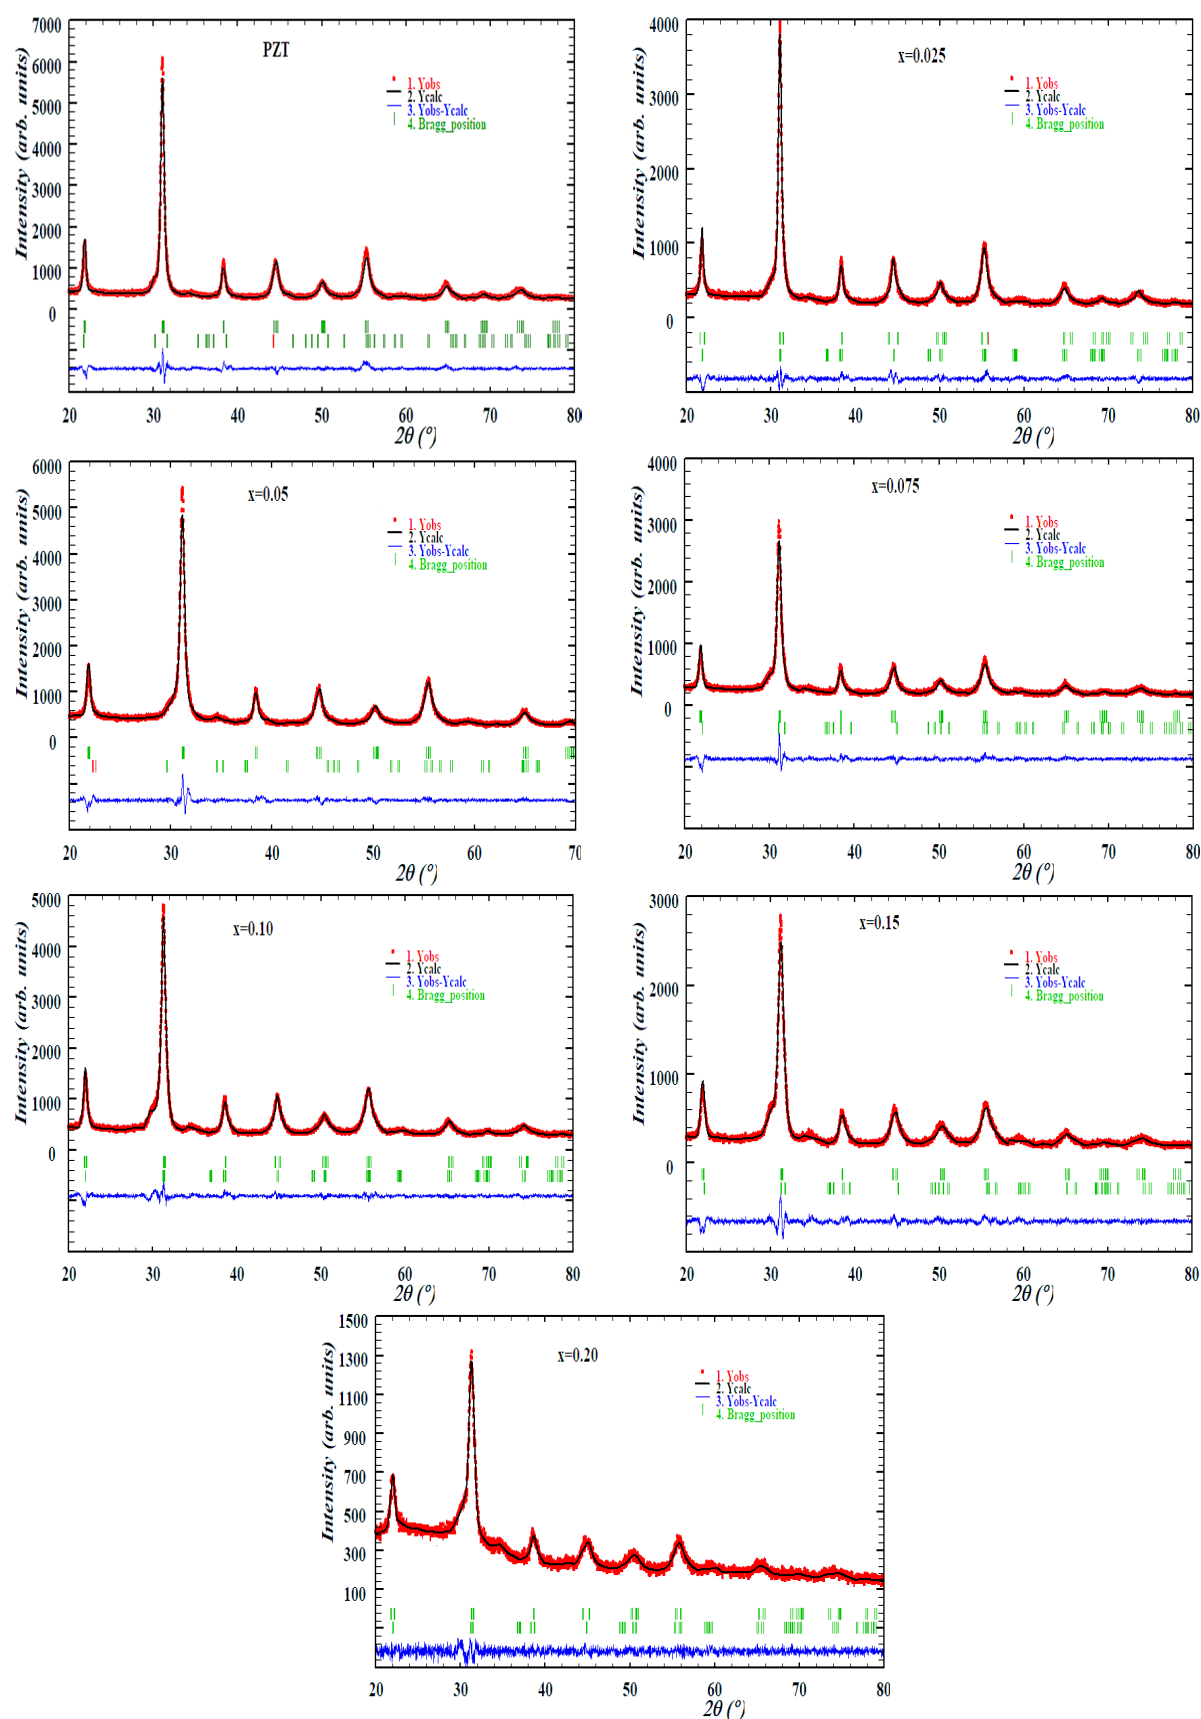 PZT
Intensity (arb. units)
7000
6000
5000
4000
3000
2000
1000
0
1. Yobs
2. Ycalc
3. Yobs-Ycalc
4. Bragg_position
20 30 40 50 60 70 80
2θ (°)
x=0.025
Intensity (arb. units)
4000
3000
2000
1000
0
1. Yobs
2. Ycalc
3. Yobs-Ycalc
4. Bragg_position
20 30 40 50 60 70 80
2θ (°)
x=0.05
Intensity (arb. units)
6000
5000
4000
3000
2000
1000
0
1. Yobs
2. Ycalc
3. Yobs-Ycalc
4. Bragg_position
20 30 40 50 60 70
2θ (°)
x=0.075
Intensity (arb. units)
4000
3000
2000
1000
0
1. Yobs
2. Ycalc
3. Yobs-Ycalc
4. Bragg_position
20 30 40 50 60 70 80
2θ (°)
x=0.10
Intensity (arb. units)
5000
4000
3000
2000
1000
0
1. Yobs
2. Ycalc
3. Yobs-Ycalc
4. Bragg_position
20 30 40 50 60 70 80
2θ (°)
x=0.15
Intensity (arb. units)
3000
2000
1000
0
1. Yobs
2. Ycalc
3. Yobs-Ycalc
4. Bragg_position
20 30 40 50 60 70 80
2θ (°)
x=0.20
Intensity (arb. units)
1500
1300
1100
900
700
500
300
100
1. Yobs
2. Ycalc
3. Yobs-Ycalc
4. Bragg_position
20 30 40 50 60 70 80
2θ (°)